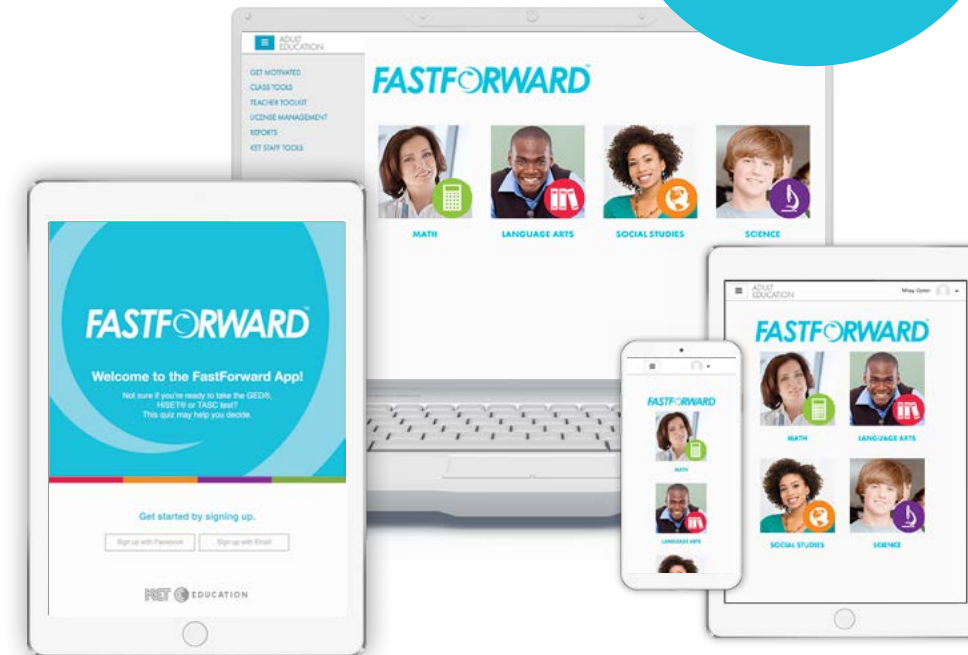 ADULT
EDUCATION
GET MOTIVATED
CLASS TOOLS
TEACHER TOOLKIT
LICENSE MANAGEMENT
REPORTS
KET STAFF TOOLS
FASTFORWARD™
MATH
LANGUAGE ARTS
SOCIAL STUDIES
SCIENCE
FASTFORWARD™
Welcome to the FastForward App!
Not sure if you're ready to take the GED®,
HiSET® or TASC test?
This quiz may help you decide.
Get started by signing up.
Sign up with Facebook
Sign up with Email
KET EDUCATION
FASTFORWARD
MATH
LANGUAGE ARTS
ADULT
EDUCATION
FASTFORWARD
MATH
LANGUAGE ARTS
SOCIAL STUDIES
SCIENCE